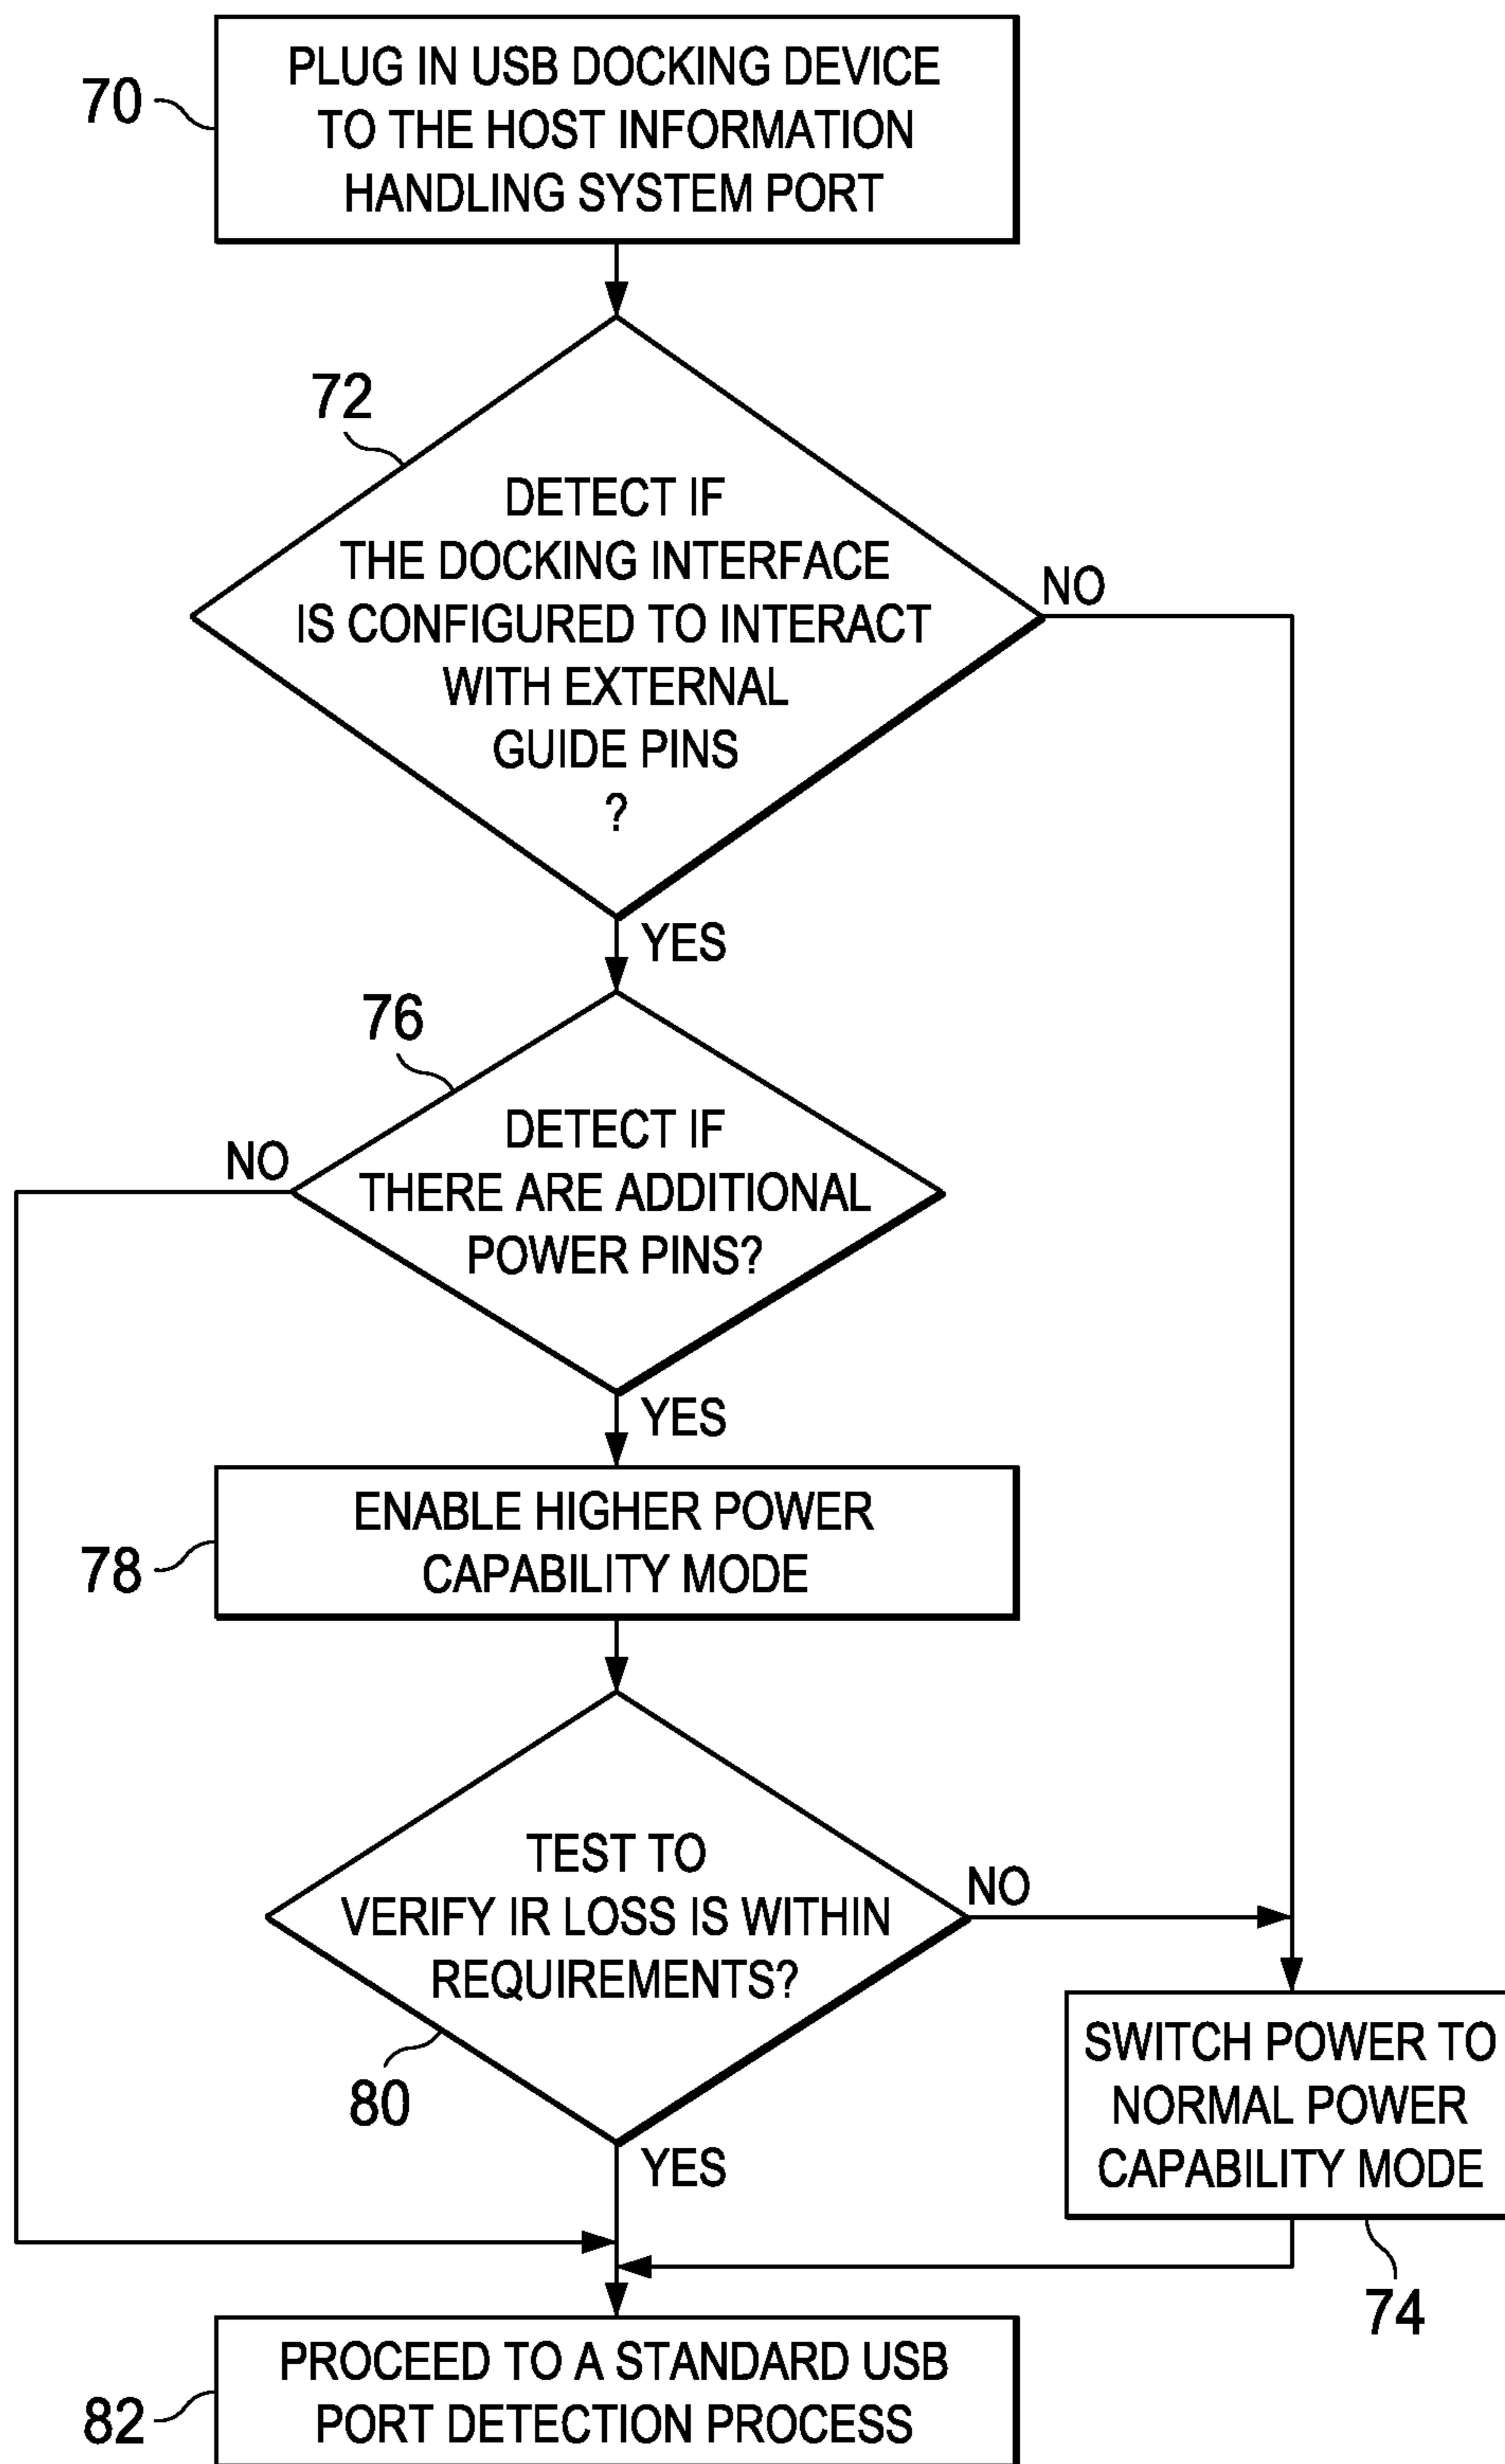 70
PLUG IN USB DOCKING DEVICE
TO THE HOST INFORMATION
HANDLING SYSTEM PORT
72
DETECT IF
THE DOCKING INTERFACE
IS CONFIGURED TO INTERACT
WITH EXTERNAL
GUIDE PINS
?
NO
YES
76
DETECT IF
THERE ARE ADDITIONAL
POWER PINS?
NO
YES
78
ENABLE HIGHER POWER
CAPABILITY MODE
TEST TO
VERIFY IR LOSS IS WITHIN
REQUIREMENTS?
NO
80
YES
SWITCH POWER TO
NORMAL POWER
CAPABILITY MODE
74
82
PROCEED TO A STANDARD USB
PORT DETECTION PROCESS